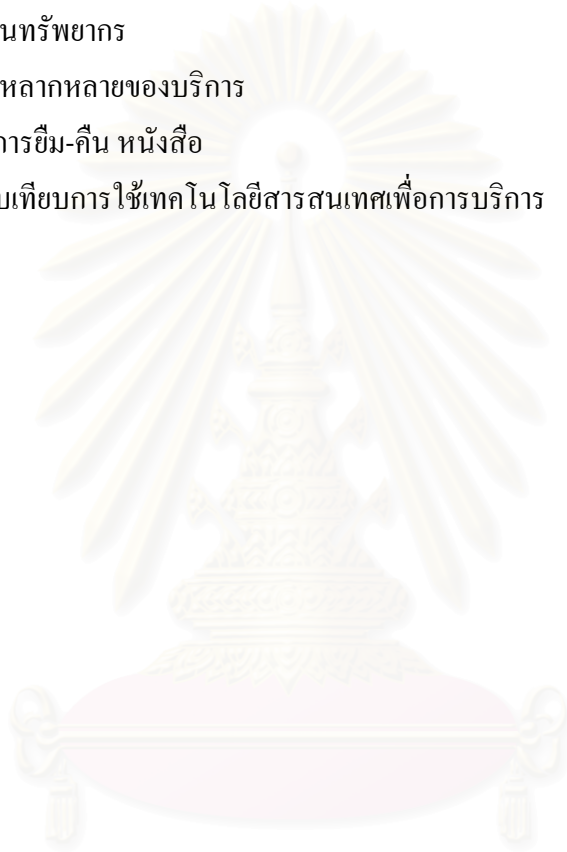 นทรัพยากร
หลากหลายของบริการ
การยืม-คืน หนังสือ
บเทียบการใช้เทคโนโลยีสารสนเทศเพื่อการบริการ